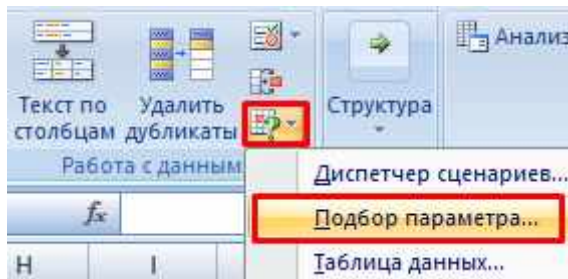 Анализ
Текст по столбцам
Удалить дубликаты
Структура
Работа с данным
Диспетчер сценариев...
Подбор параметра...
Таблица данных...
fx
H I